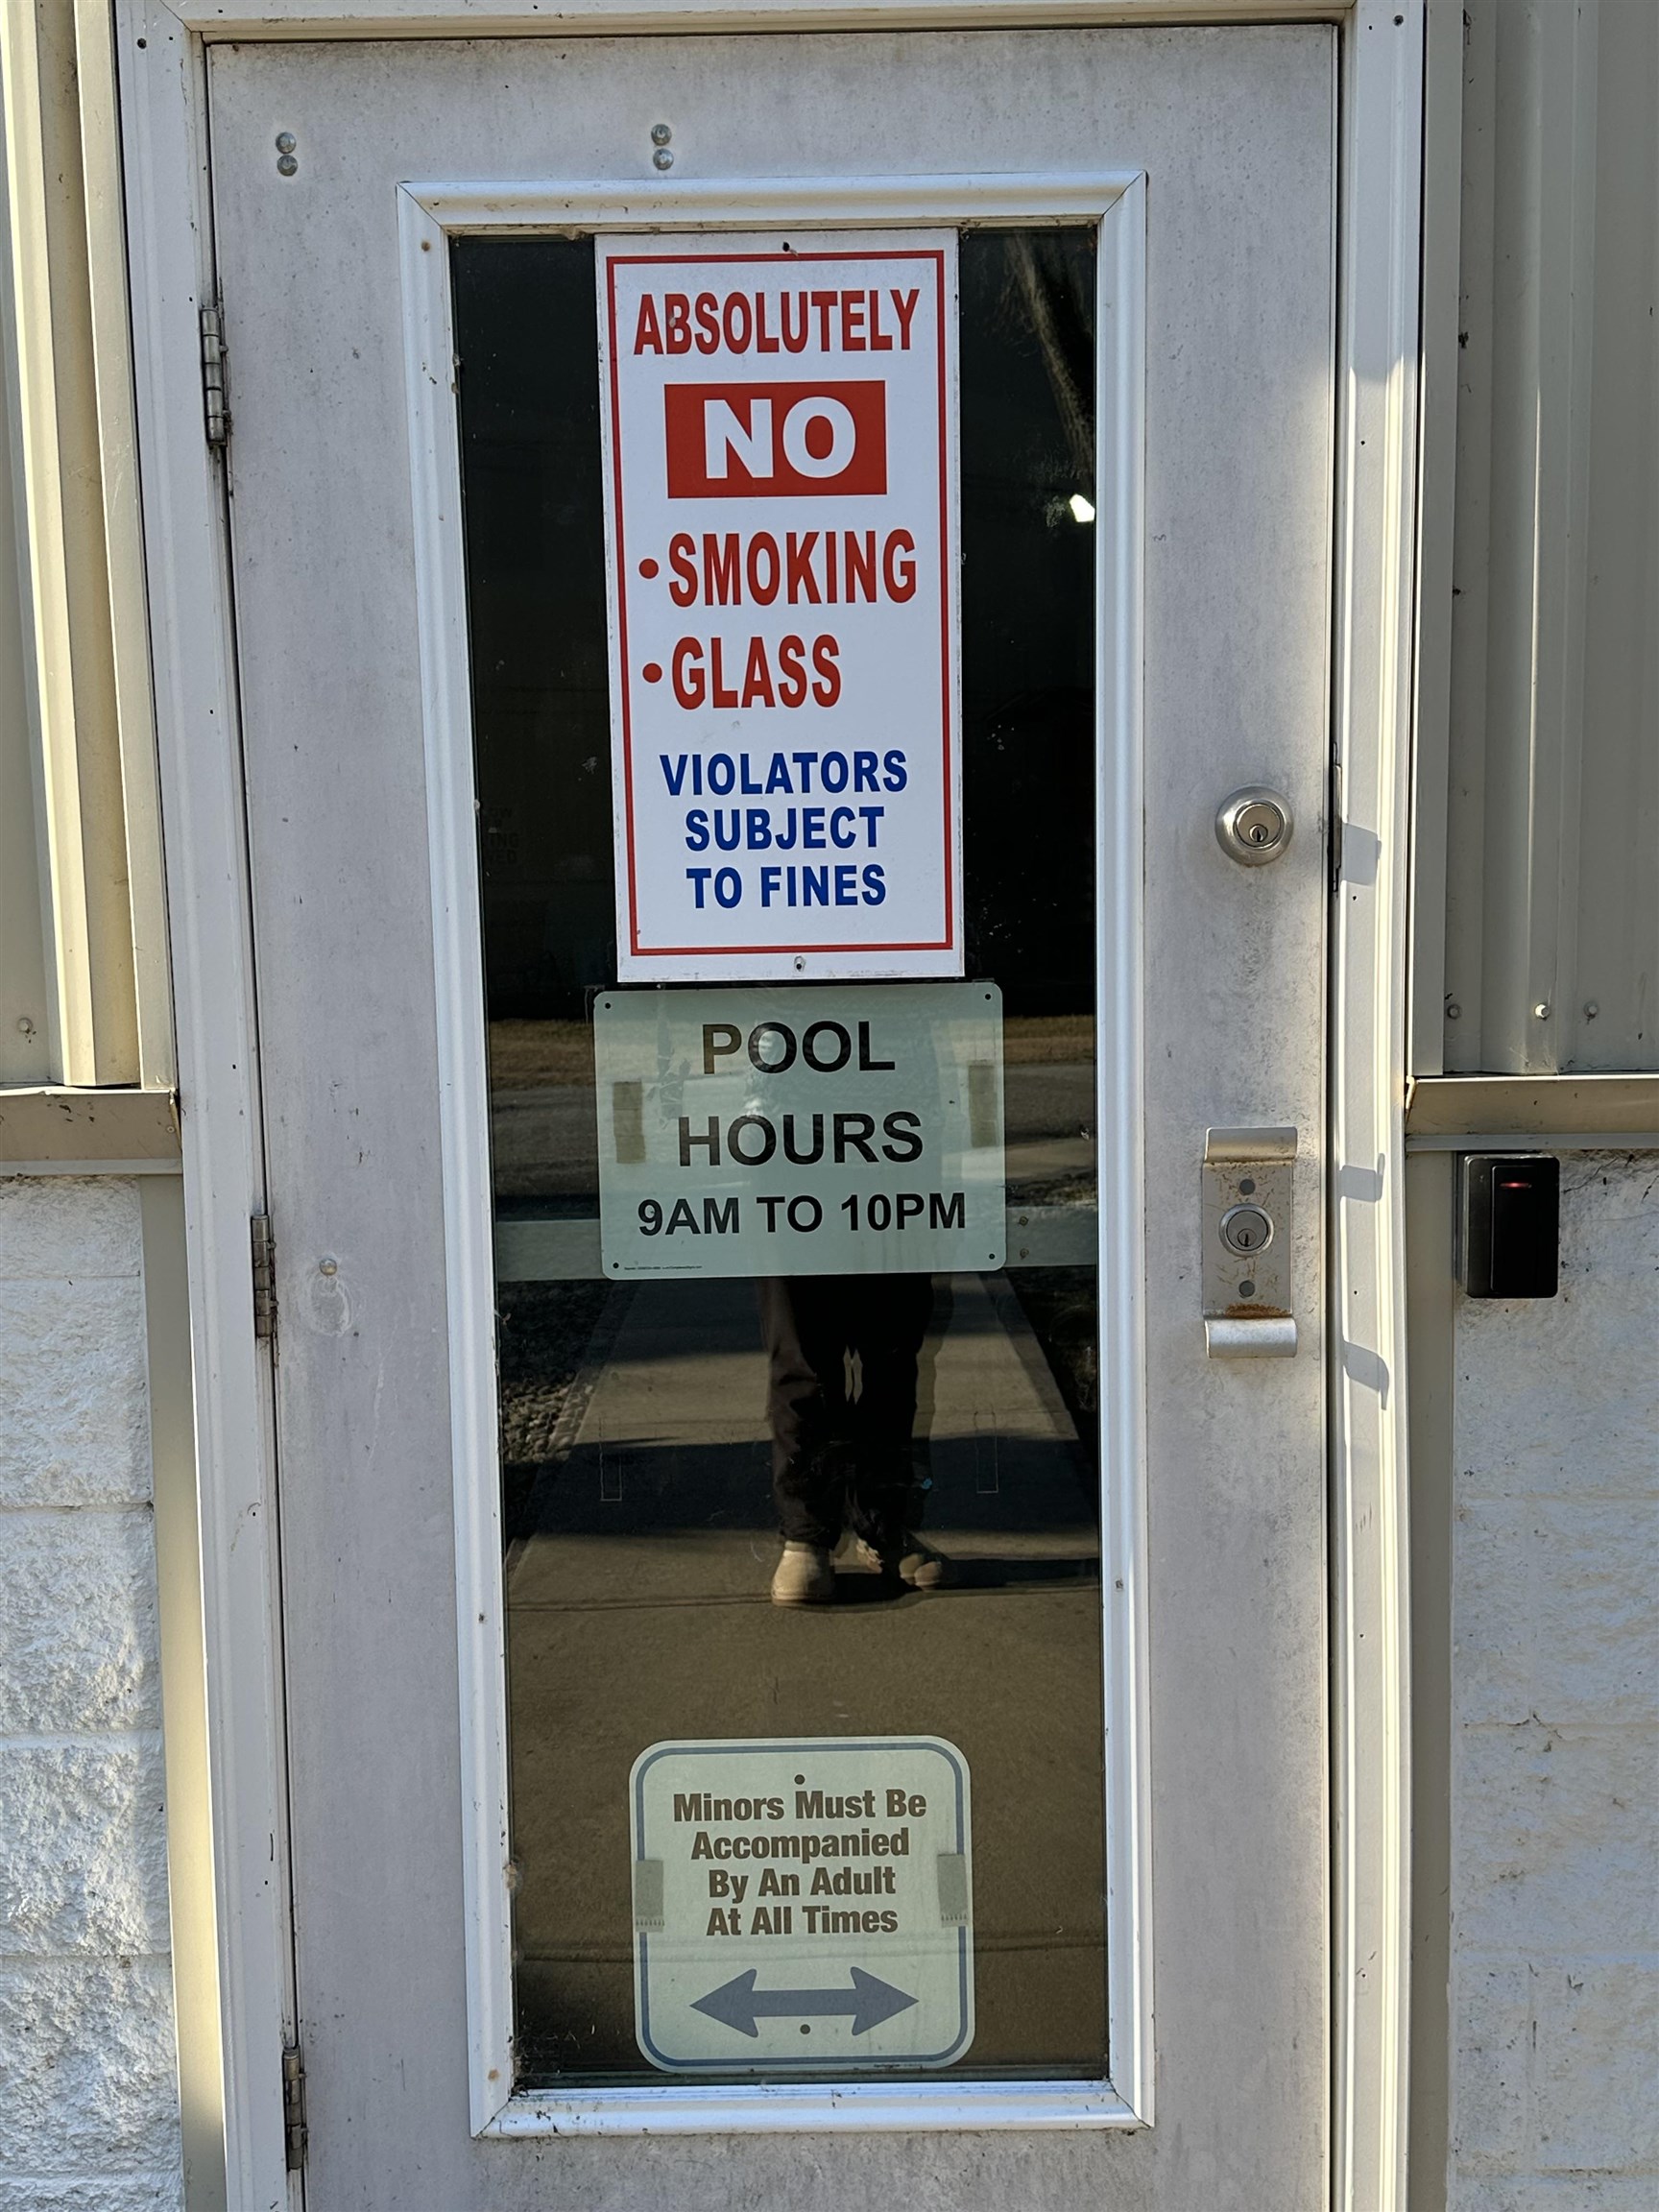 ABSOLUTELY
NO
•SMOKING
•GLASS
VIOLATORS
SUBJECT
TO FINES
POOL
HOURS
9AM TO 10PM
Minors Must Be
Accompanied
By An Adult
At All Times